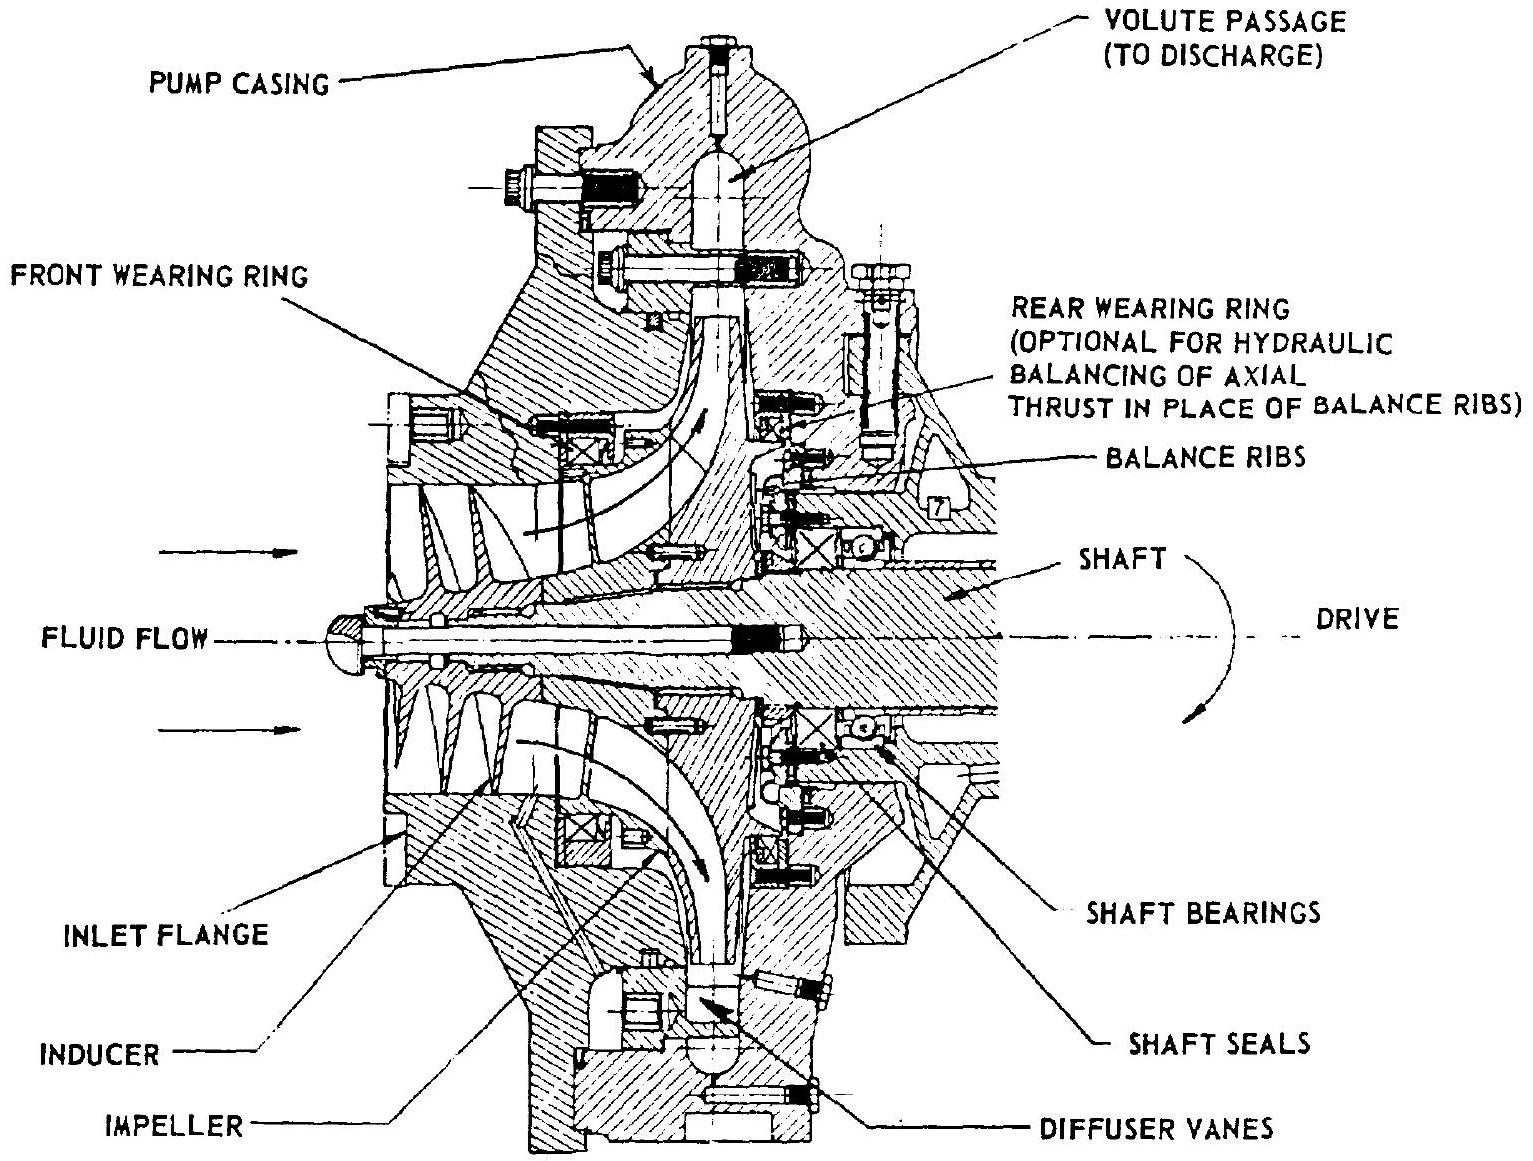 VOLUTE PASSAGE
(TO DISCHARGE)
PUMP CASING
FRONT WEARING RING
REAR WEARING RING
(OPTIONAL FOR HYDRAULIC
BALANCING OF AXIAL
THRUST IN PLACE OF BALANCE RIBS)
BALANCE RIBS
7
SHAFT
DRIVE
FLUID FLOW
SHAFT BEARINGS
INLET FLANGE
SHAFT SEALS
INDUCER
IMPELLER
DIFFUSER VANES